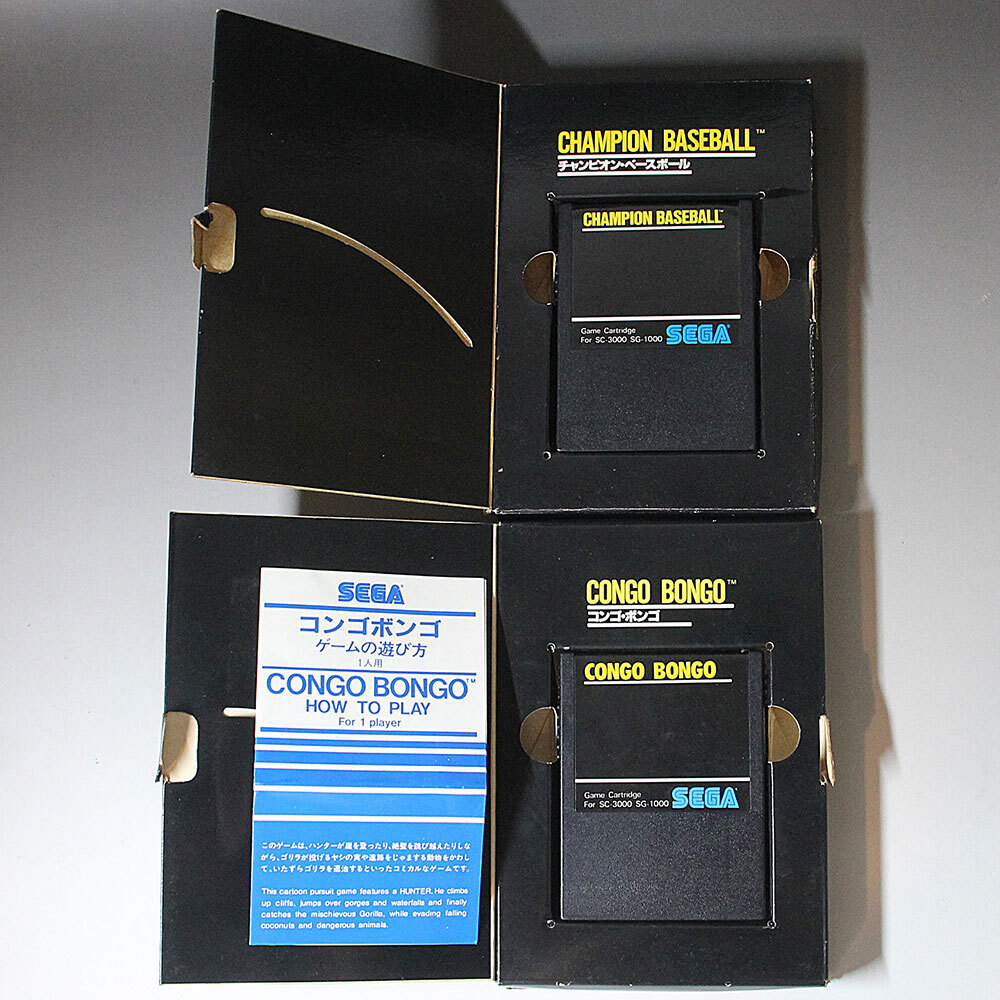 CHAMPION BASEBALL™
チャンピオン・ベースボール
CHAMPION BASEBALL™
Game Cartridge
For SC-3000 SG-1000 SEGA®
SEGA®
コンゴボンゴ
ゲームの遊び方
1人用
CONGO BONGO™
HOW TO PLAY
For 1 player
このゲームは、ハンターが崖を登ったり、絶壁を跳び越えたりしな
がら、ゴリラが投げるヤシの実や進路をじゃまする動物をかわし
て、いたずらゴリラを退治するといったコミカルなゲームです。
This cartoon pursuit game features a HUNTER. He climbs
up cliffs, jumps over gorges and waterfalls and finally
catches the mischievous Gorilla, while evading falling
coconuts and dangerous animals.
CONGO BONGO™
コンゴ・ボンゴ
CONGO BONGO
Game Cartridge
For SC-3000 SG-1000 SEGA®